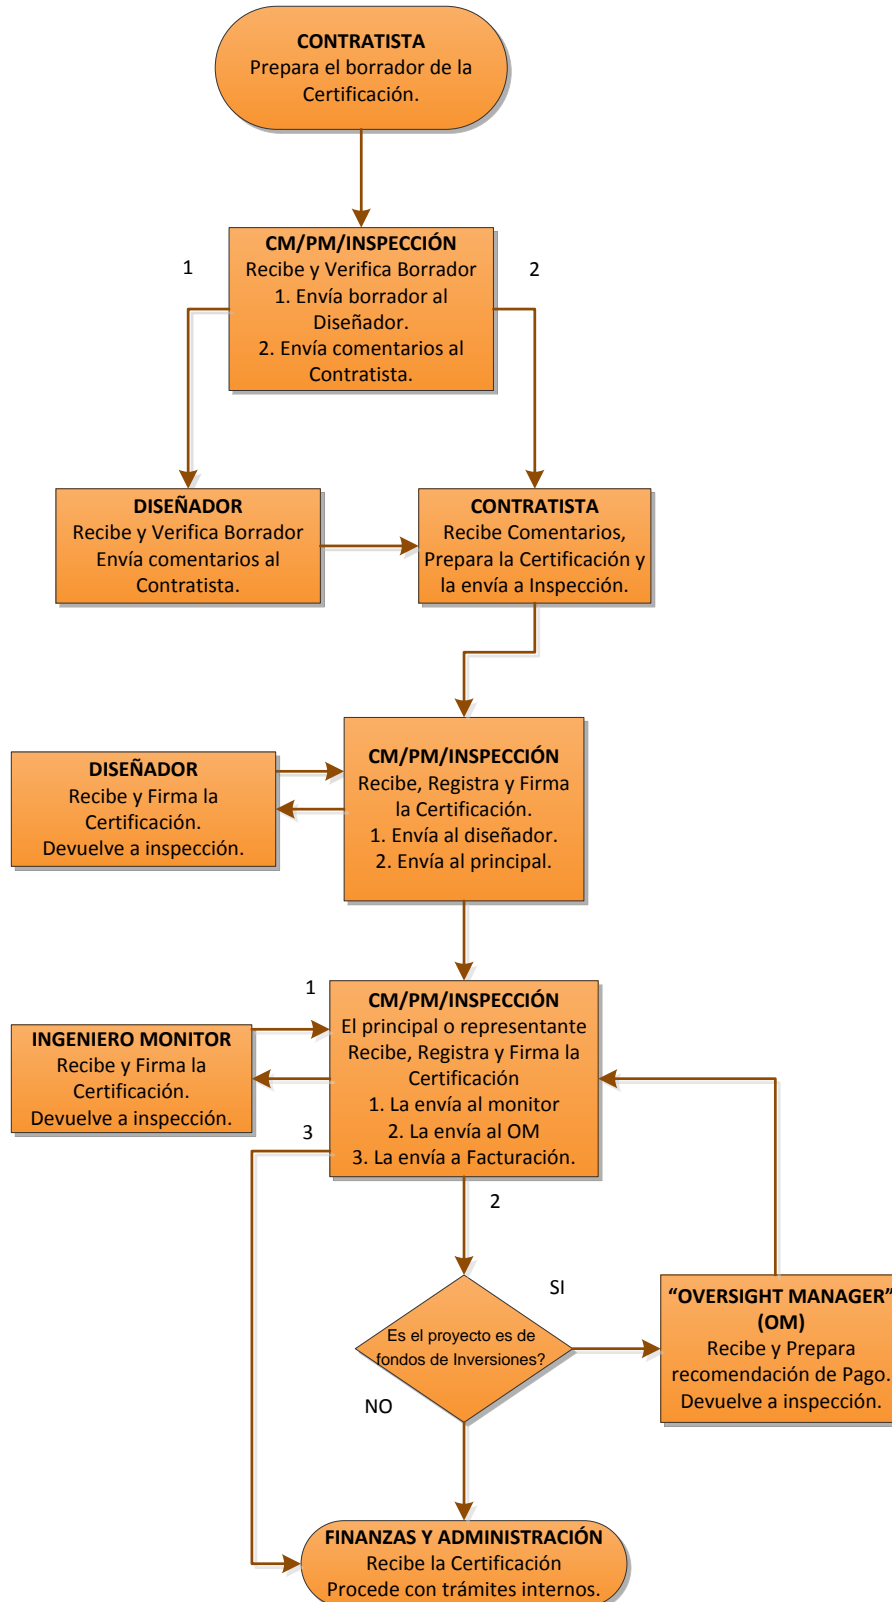 CONTRATISTA
Prepara el borrador de la
Certificación.
CM/PM/INSPECCIÓN
Recibe y Verifica Borrador
1. Envía borrador al
Diseñador.
2. Envía comentarios al
Contratista.
1
2
DISEÑADOR
Recibe y Verifica Borrador
Envía comentarios al
Contratista.
CONTRATISTA
Recibe Comentarios,
Prepara la Certificación y
la envía a Inspección.
DISEÑADOR
Recibe y Firma la
Certificación.
Devuelve a inspección.
CM/PM/INSPECCIÓN
Recibe, Registra y Firma
la Certificación.
1. Envía al diseñador.
2. Envía al principal.
1
INGENIERO MONITOR
Recibe y Firma la
Certificación.
Devuelve a inspección.
3
CM/PM/INSPECCIÓN
El principal o representante
Recibe, Registra y Firma la
Certificación
1. La envía al monitor
2. La envía al OM
3. La envía a Facturación.
2
SI
Es el proyecto es de
fondos de Inversiones?
NO
“OVERSIGHT MANAGER”
(OM)
Recibe y Prepara
recomendación de Pago.
Devuelve a inspección.
FINANZAS Y ADMINISTRACIÓN
Recibe la Certificación
Procede con trámites internos.